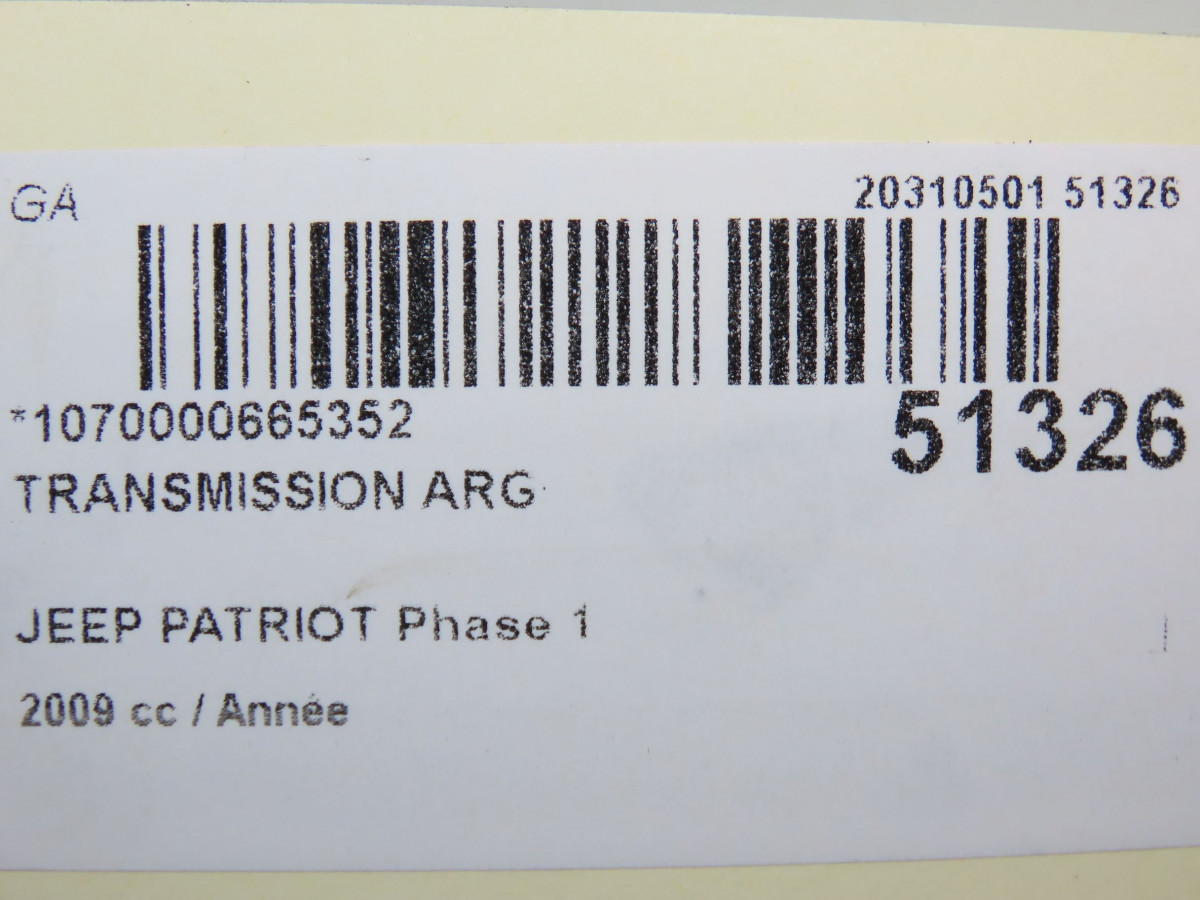 GA
20310501 51326
*1070000665352
51326
TRANSMISSION ARG
JEEP PATRIOT Phase 1
2009 cc / Année